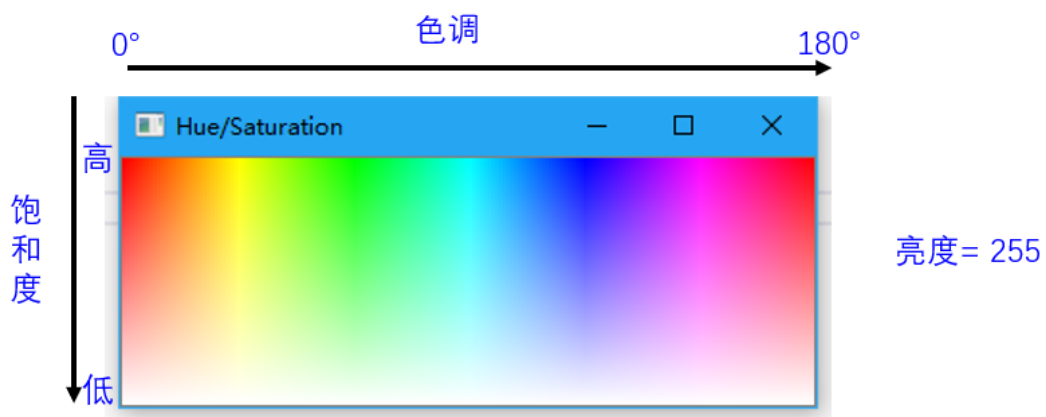 色调
0°
180°
Hue/Saturation
高
饱
和
度
亮度= 255
低